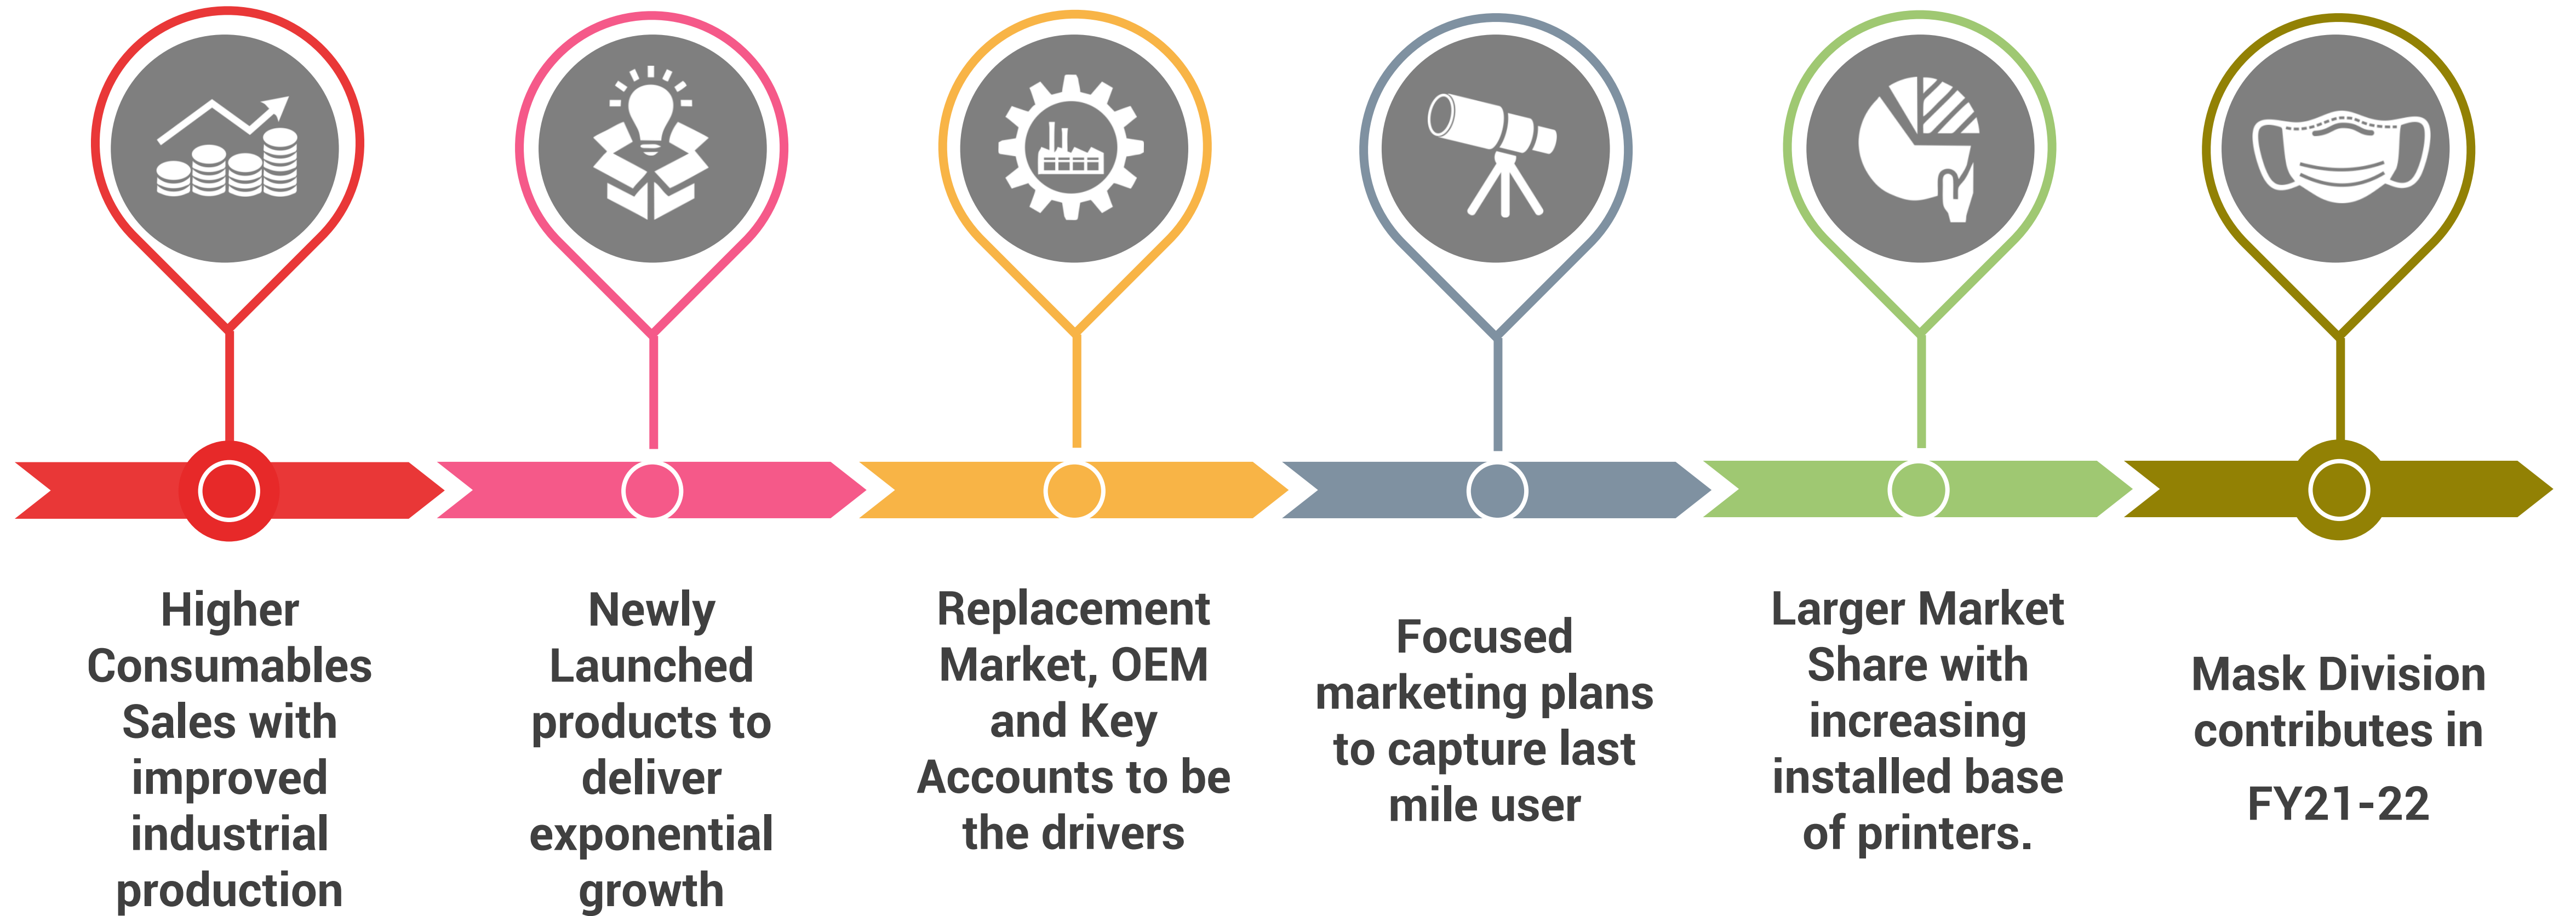 Higher
Consumables
Sales with
improved
industrial
production
Newly
Launched
products to
deliver
exponential
growth
Replacement
Market, OEM
and Key
Accounts to be
the drivers
Focused
marketing plans
to capture last
mile user
Larger Market
Share with
increasing
installed base
of printers.
Mask Division
contributes in
FY21-22